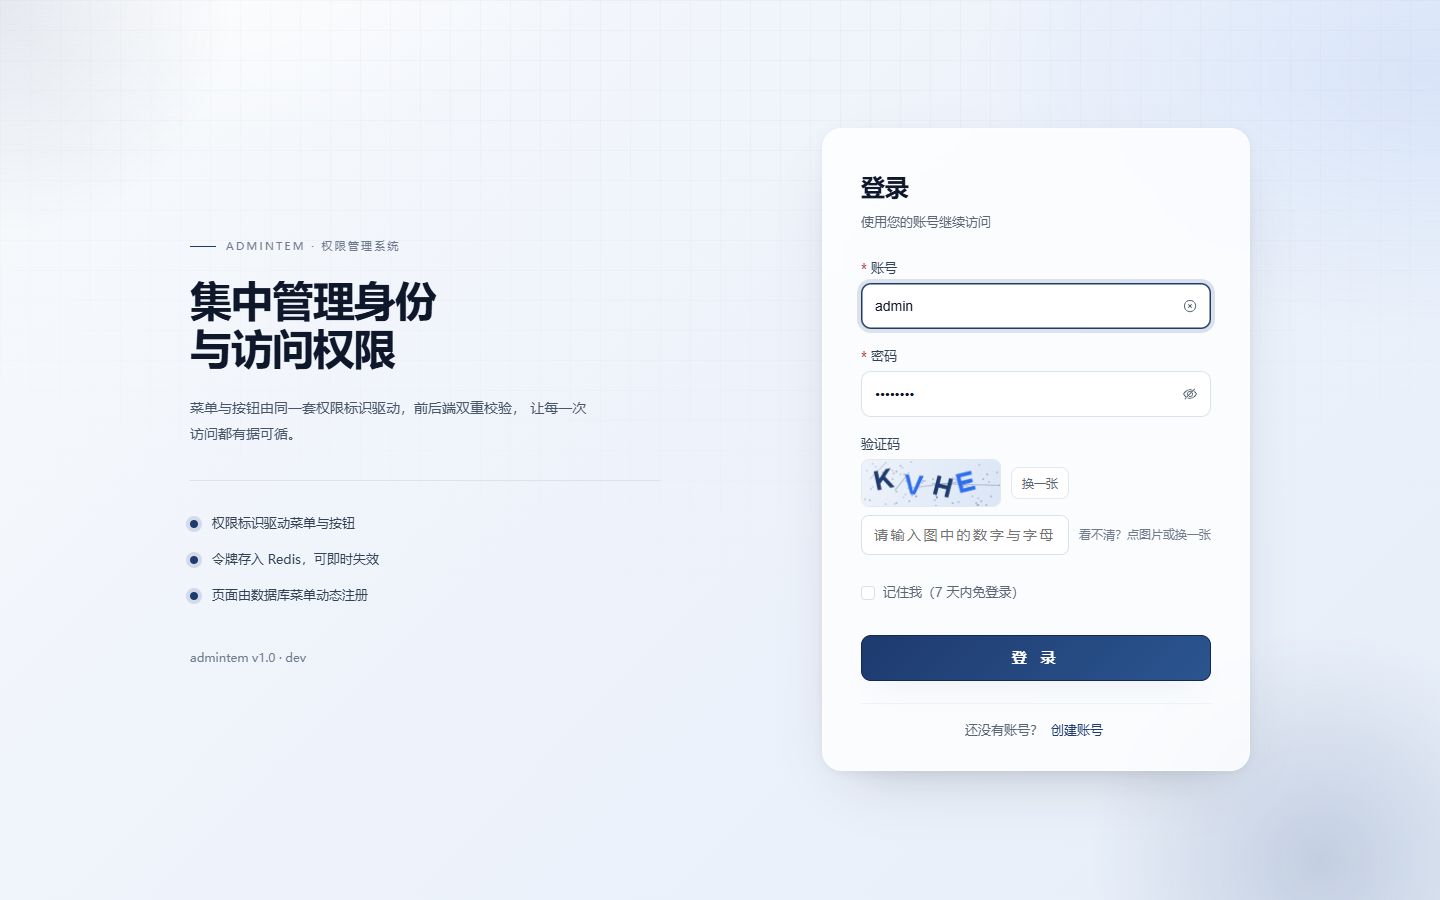 ADMINTEM · 权限管理系统
集中管理身份
与访问权限
菜单与按钮由同一套权限标识驱动，前后端双重校验， 让每一次
访问都有据可循。
权限标识驱动菜单与按钮
令牌存入 Redis，可即时失效
页面由数据库菜单动态注册
admintem v1.0 · dev
登录
使用您的账号继续访问
* 账号
admin
* 密码
••••••••
验证码
KVHE
换一张
请输入图中的数字与字母
看不清？点图片或换一张
记住我（7 天内免登录）
登 录
还没有账号？ 创建账号